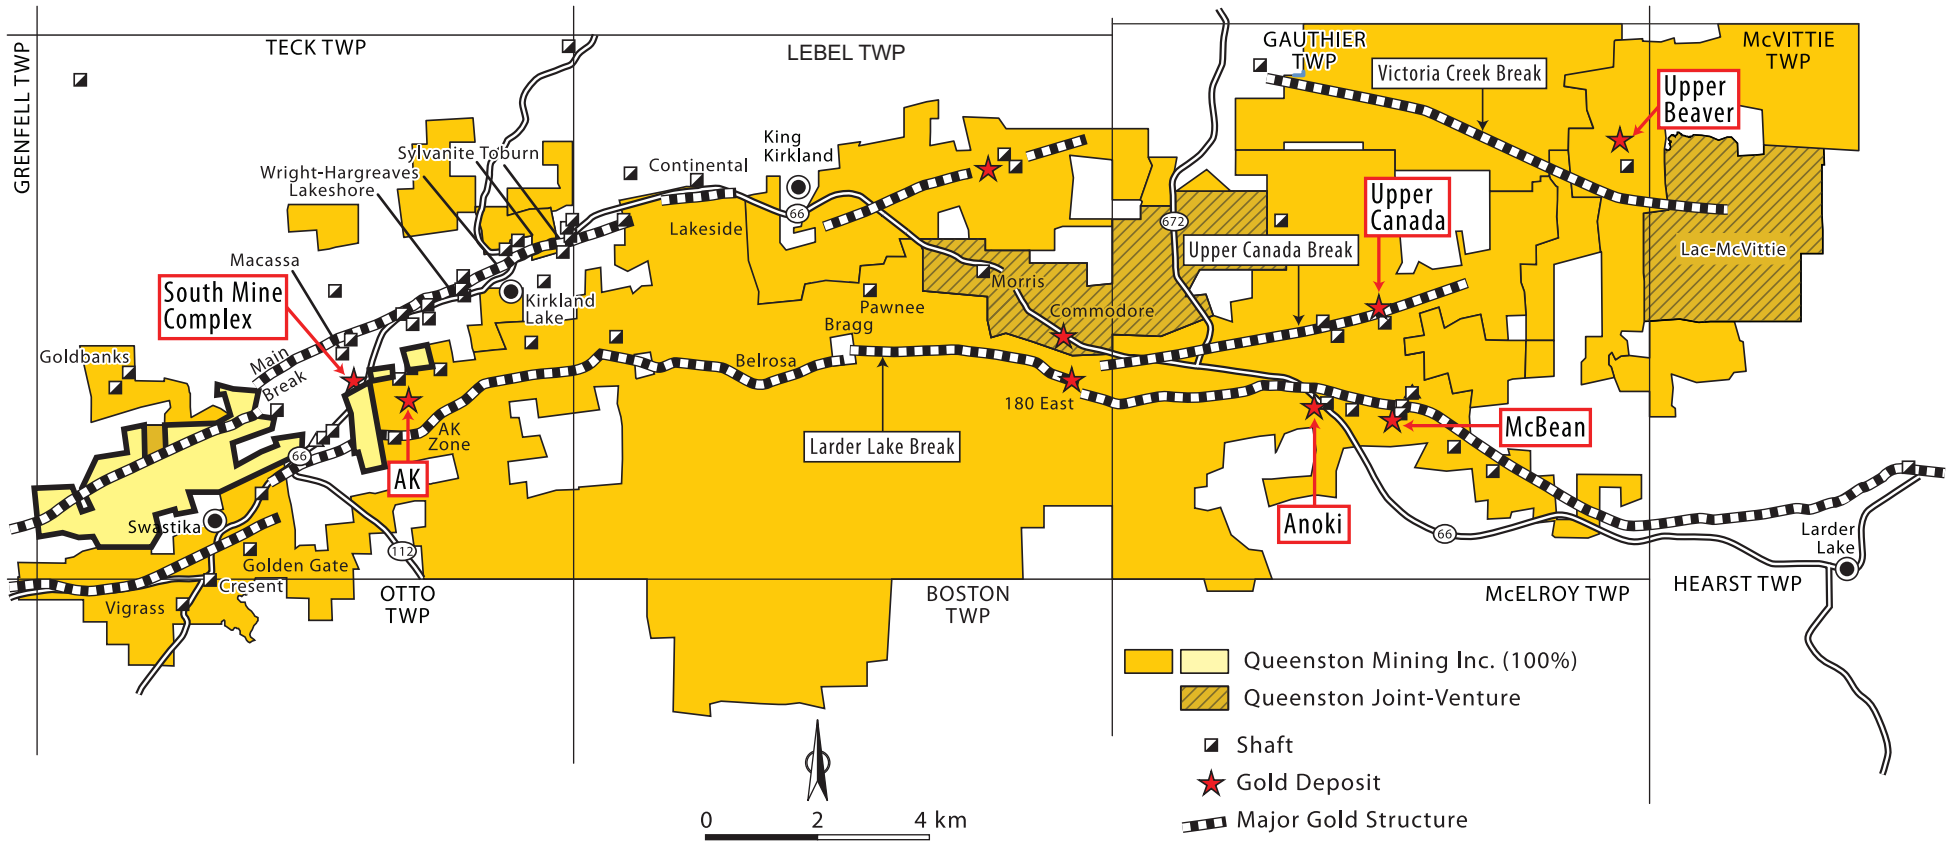 GRENFELL TWP
TECK TWP
LEBEL TWP
GAUTHIER
TWP
McVITTIE
TWP
Victoria Creek Break
Upper
Beaver
King
Kirkland
Continental
Sylvanite Toburn
Wright-Hargreaves
Lakeshore
66
672
Upper
Canada
Lakeside
Upper Canada Break
Lac-McVittie
Macassa
South Mine
Complex
Kirkland
Lake
Morris
Pawnee
Commodore
Bragg
Goldbanks
Main
Break
Belrosa
180 East
AK
Zone
Larder Lake Break
McBean
66
AK
Anoki
Swastika
112
66
Larder
Lake
Golden Gate
Cresent
Vigrass
OTTO
TWP
BOSTON
TWP
McELROY TWP
HEARST TWP
Queenston Mining Inc. (100%)
Queenston Joint-Venture
Shaft
Gold Deposit
Major Gold Structure
0 2 4 km